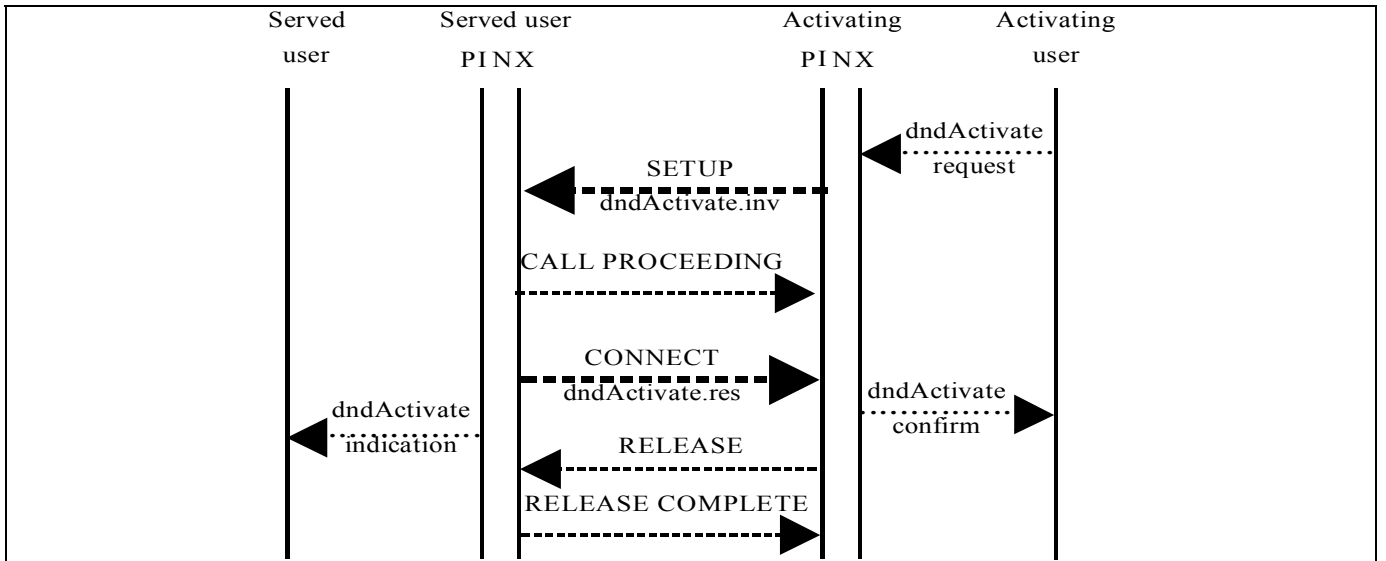 Served Served user Activating Activating
user PINX PINX user
dndActivate
request
SETUP
dndActivate.inv
CALL PROCEEDING
CONNECT
dndActivate.res
dndActivate
confirm
dndActivate
indication
RELEASE
RELEASE COMPLETE